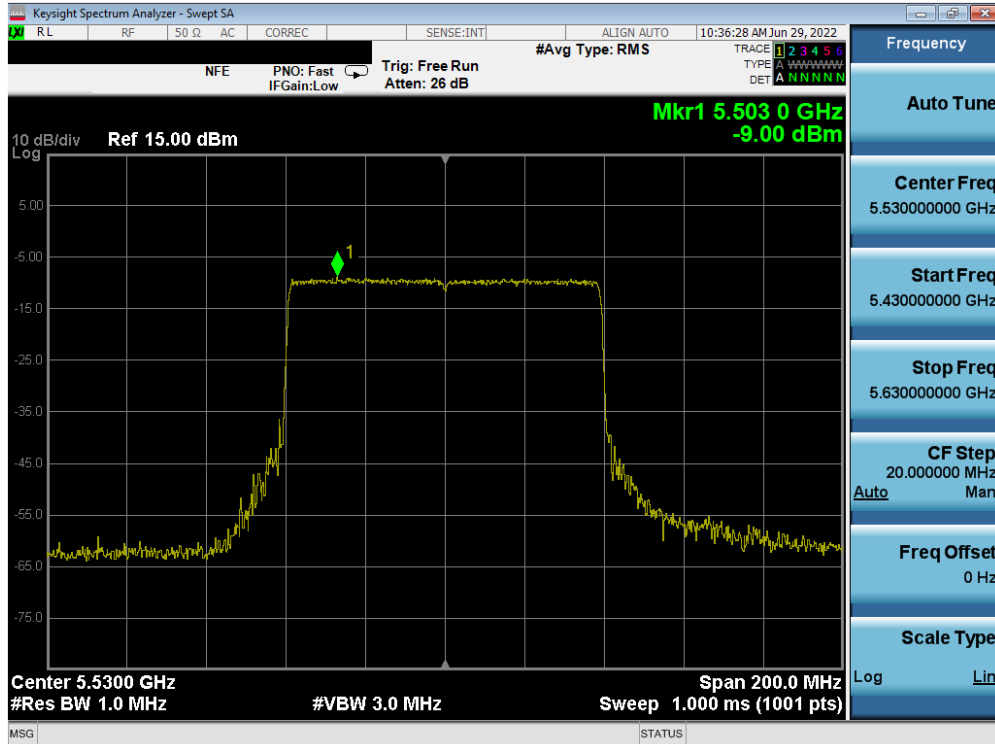 Keysight Spectrum Analyzer - Swept SA
LXI RL RF 50 Ω AC CORREC SENSE:INT ALIGN AUTO 10:36:28 AM Jun 29, 2022
#Avg Type: RMS TRACE 1 2 3 4 5 6
NFE PNO: Fast Trig: Free Run TYPE A WWWWW
IFGain:Low Atten: 26 dB DET A N N N N N
Mkr1 5.503 0 GHz
-9.00 dBm
10 dB/div Ref 15.00 dBm
Log
5.00
-5.00
1
-15.0
-25.0
-35.0
-45.0
-55.0
-65.0
-75.0
Center 5.5300 GHz Span 200.0 MHz
#Res BW 1.0 MHz #VBW 3.0 MHz Sweep 1.000 ms (1001 pts)
MSG STATUS
Frequency
Auto Tune
Center Freq
5.530000000 GHz
Start Freq
5.430000000 GHz
Stop Freq
5.630000000 GHz
CF Step
20.000000 MHz
Auto Man
Freq Offset
0 Hz
Scale Type
Log Lin